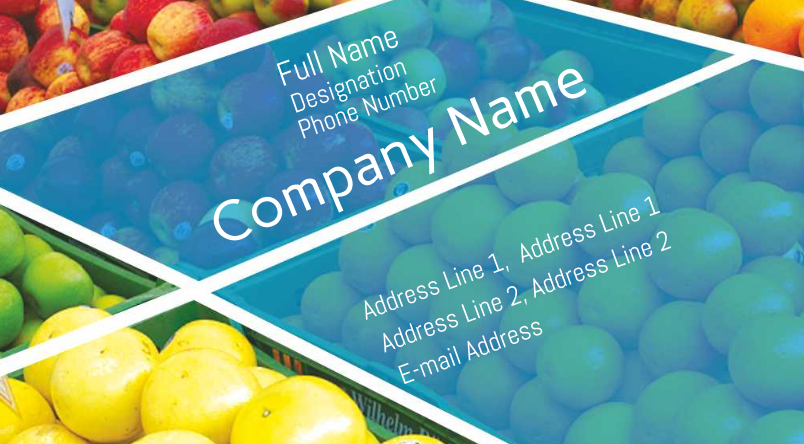 Full Name
Designation
Phone Number
Company Name
Address Line 1, Address Line 1
Address Line 2, Address Line 2
E-mail Address
Wilhelm